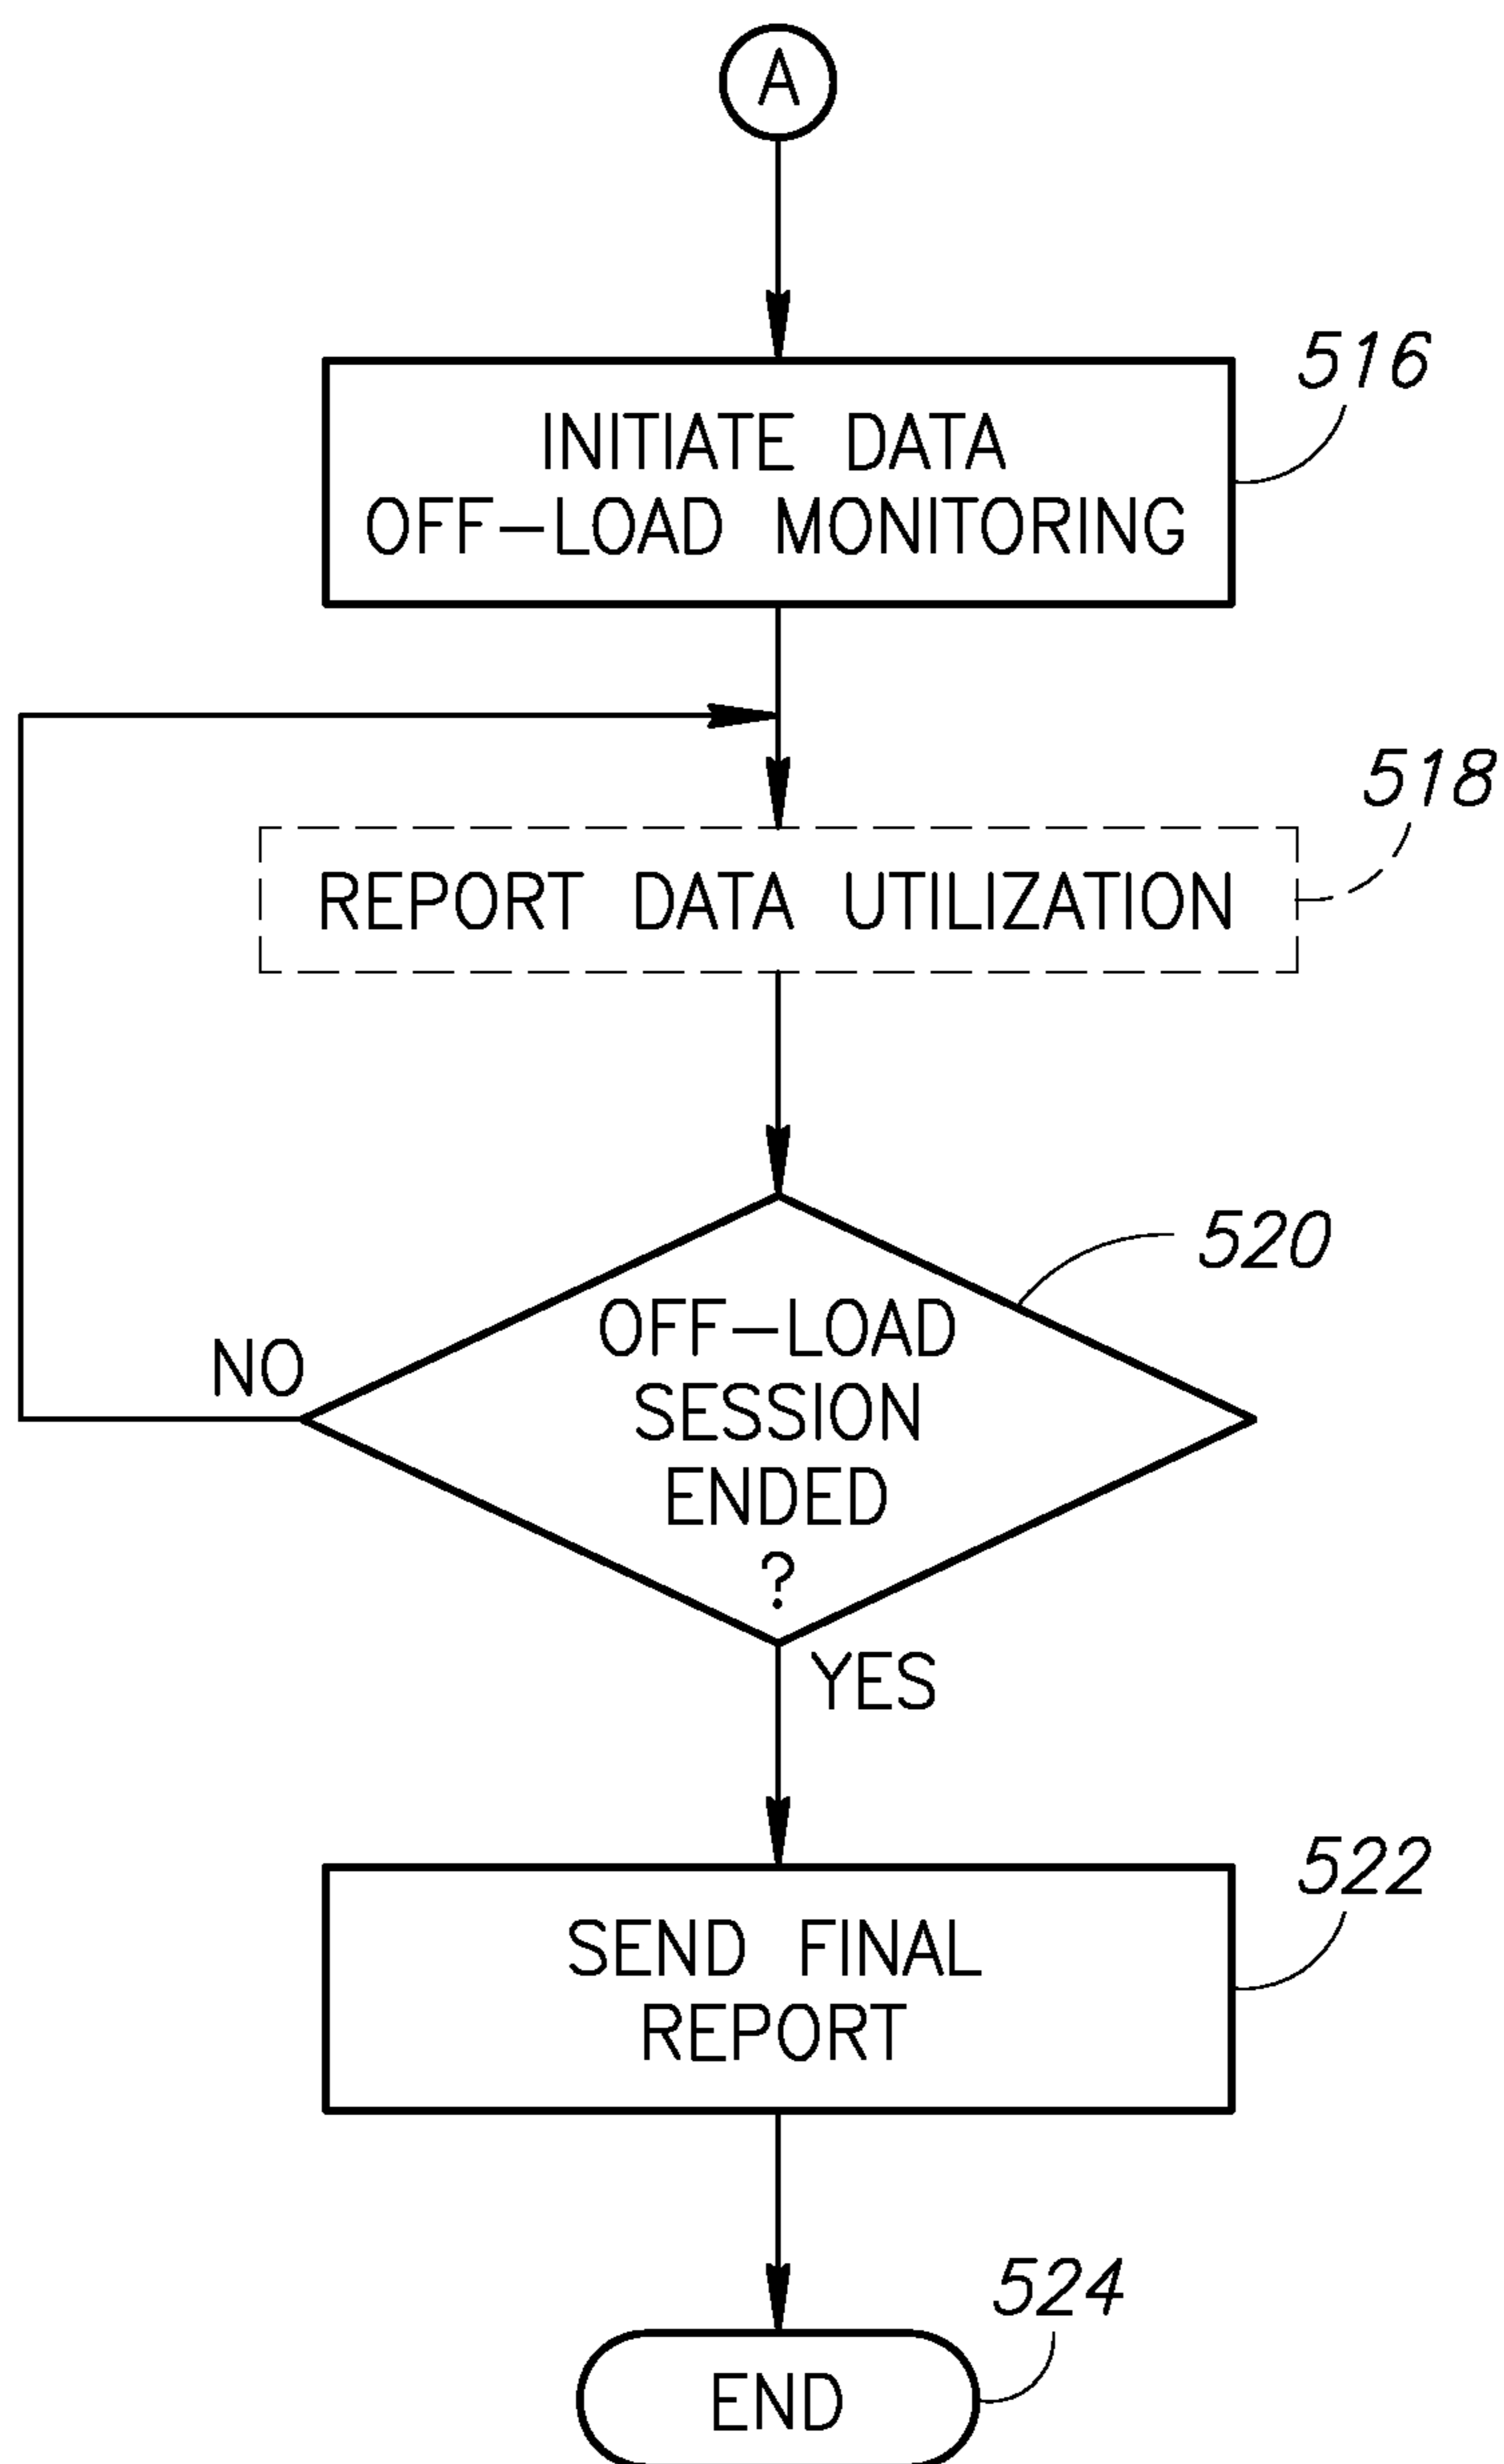 A
516
INITIATE DATA
OFF-LOAD MONITORING
518
REPORT DATA UTILIZATION
520
OFF-LOAD
SESSION
ENDED
?
NO
YES
522
SEND FINAL
REPORT
524
END